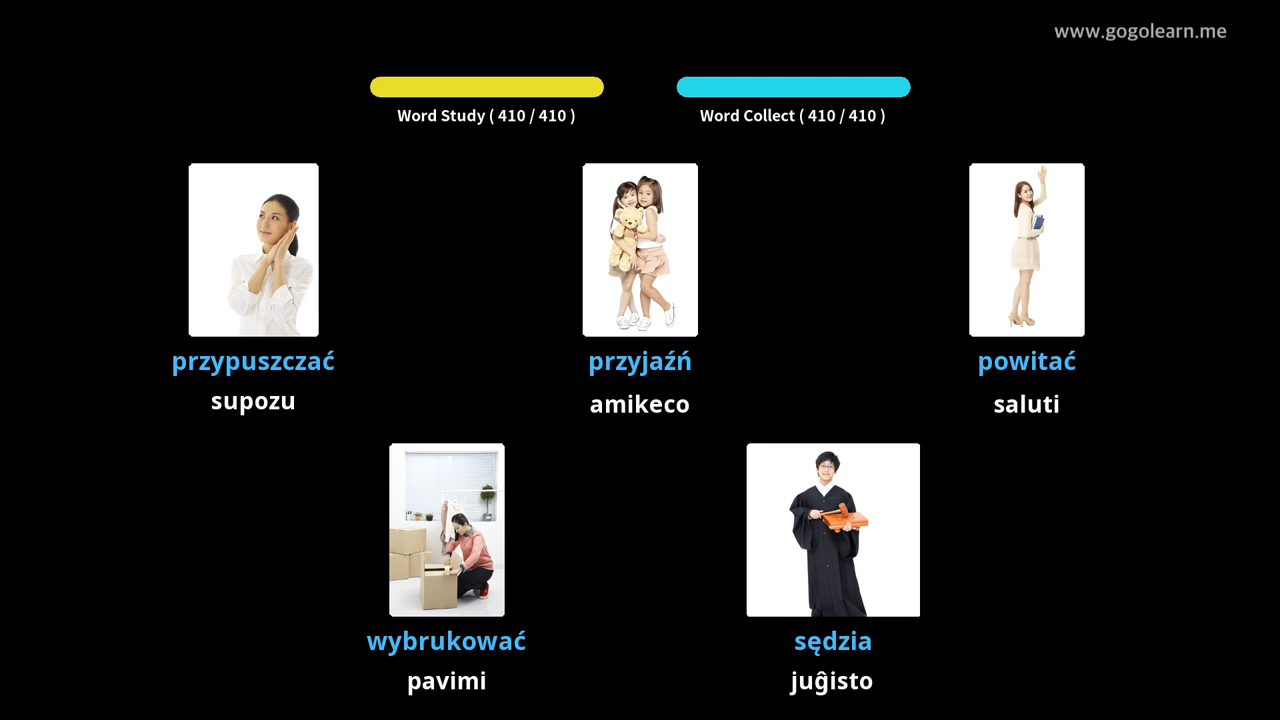 www.gogolearn.me
Word Study ( 410 / 410 )
Word Collect ( 410 / 410 )
przypuszczać
supozu
przyjaźń
amikeco
powitać
saluti
wybrukować
pavimi
sędzia
juĝisto